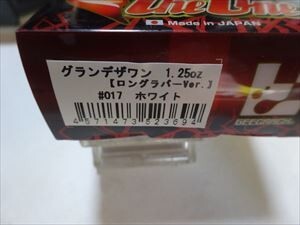 Made in JAPAN
グランデザワン 1.25oz
【ロングラバーVer.】
#017 ホワイト
4571473623694